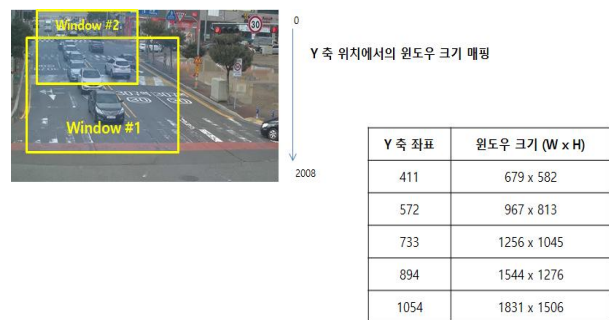 Window #2
30
0
Y 축 위치에서의 윈도우 크기 매핑
Window #1
2008
Y 축 좌표 윈도우 크기 (W x H)
411 679 x 582
572 967 x 813
733 1256 x 1045
894 1544 x 1276
1054 1831 x 1506